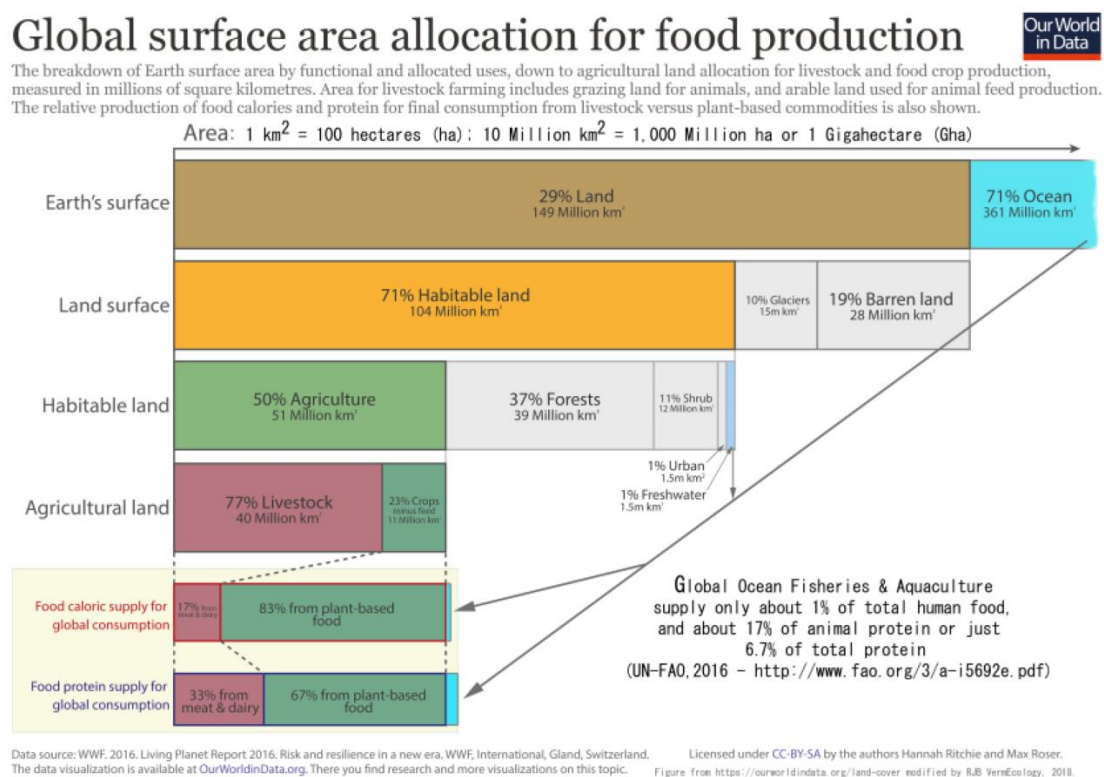 Global surface area allocation for food production
Our World
in Data
The breakdown of Earth surface area by functional and allocated uses, down to agricultural land allocation for livestock and food crop production,
measured in millions of square kilometres. Area for livestock farming includes grazing land for animals, and arable land used for animal feed production.
The relative production of food calories and protein for final consumption from livestock versus plant-based commodities is also shown.
Area: 1 km² = 100 hectares (ha); 10 Million km² = 1,000 Million ha or 1 Gigahectare (Gha)
Earth's surface
29% Land
149 Million km²
71% Ocean
361 Million km²
Land surface
71% Habitable land
104 Million km²
10% Glaciers
15m km²
19% Barren land
28 Million km²
Habitable land
50% Agriculture
51 Million km²
37% Forests
39 Million km²
11% Shrub
12 Million km²
1% Urban
1.5m km²
1% Freshwater
1.5m km²
Agricultural land
77% Livestock
40 Million km²
23% Crops
minus feed
11 Million km²
Food caloric supply for
global consumption
17% from
meat & dairy
83% from plant-based
food
Food protein supply for
global consumption
33% from
meat & dairy
67% from plant-based
food
Global Ocean Fisheries & Aquaculture
supply only about 1% of total human food,
and about 17% of animal protein or just
6.7% of total protein
(UN-FAO,2016 - http://www.fao.org/3/a-i5692e.pdf)
Data source: WWF. 2016. Living Planet Report 2016. Risk and resilience in a new era. WWF, International, Gland, Switzerland.
The data visualization is available at OurWorldinData.org. There you find research and more visualizations on this topic.
Licensed under CC-BY-SA by the authors Hannah Ritchie and Max Roser.
Figure from https://ourworldindata.org/land-cover modified by RJB VermEcology, 2018.